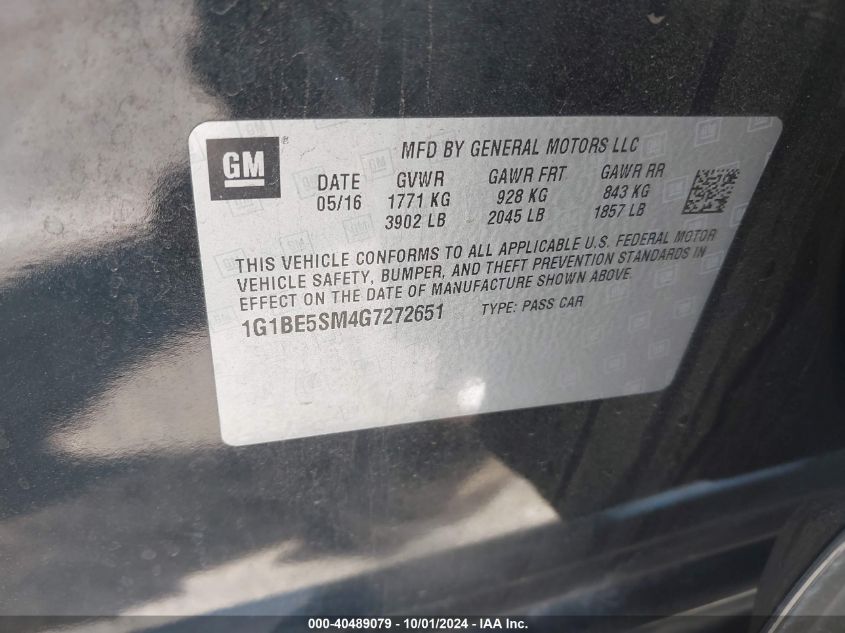 GM
MFD BY GENERAL MOTORS LLC
DATE GVWR GAWR FRT GAWR RR
05/16 1771 KG 928 KG 843 KG
3902 LB 2045 LB 1857 LB
THIS VEHICLE CONFORMS TO ALL APPLICABLE U.S. FEDERAL MOTOR
VEHICLE SAFETY, BUMPER, AND THEFT PREVENTION STANDARDS IN
EFFECT ON THE DATE OF MANUFACTURE SHOWN ABOVE.
1G1BE5SM4G7272651 TYPE: PASS CAR
000-40489079 - 10/01/2024 - IAA Inc.